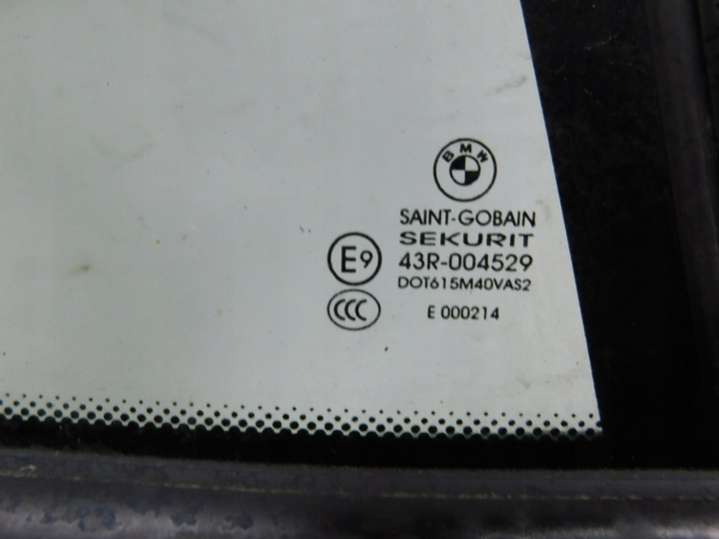 BMW
SAINT-GOBAIN
SEKURIT
E9
43R-004529
DOT615M40VAS2
CCC
E 000214